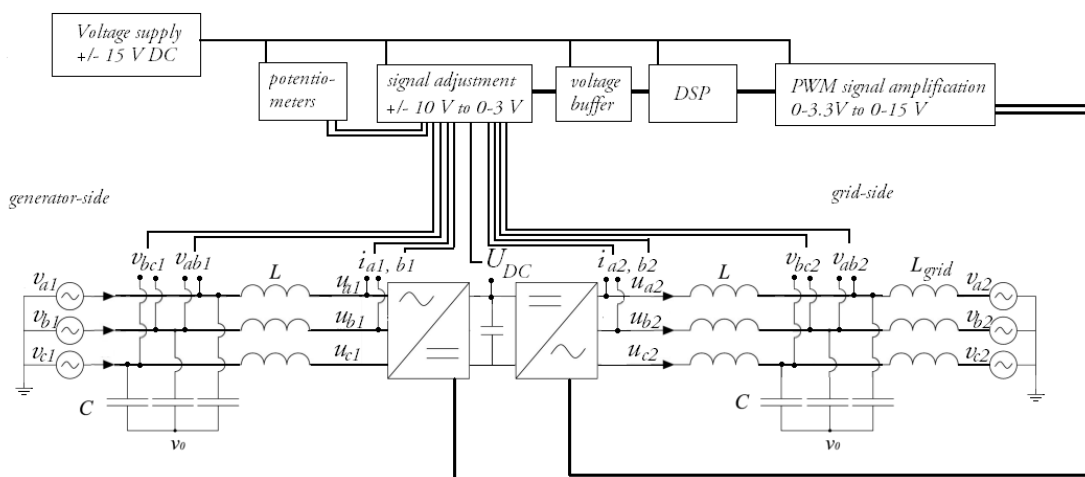 Voltage supply
+/- 15 V DC
potentio-
meters
signal adjustment
+/- 10 V to 0-3 V
voltage
buffer
DSP
PWM signal amplification
0-3.3V to 0-15 V
generator-side
grid-side
v_bc1
v_ab1
i_a1, b1
U_DC
i_a2, b2
v_bc2
v_ab2
L_grid
v_a1
L
u_a1
u_a2
L
v_a2
v_b1
u_b1
u_b2
v_b2
v_c1
u_c1
u_c2
v_c2
C
v_0
C
v_0